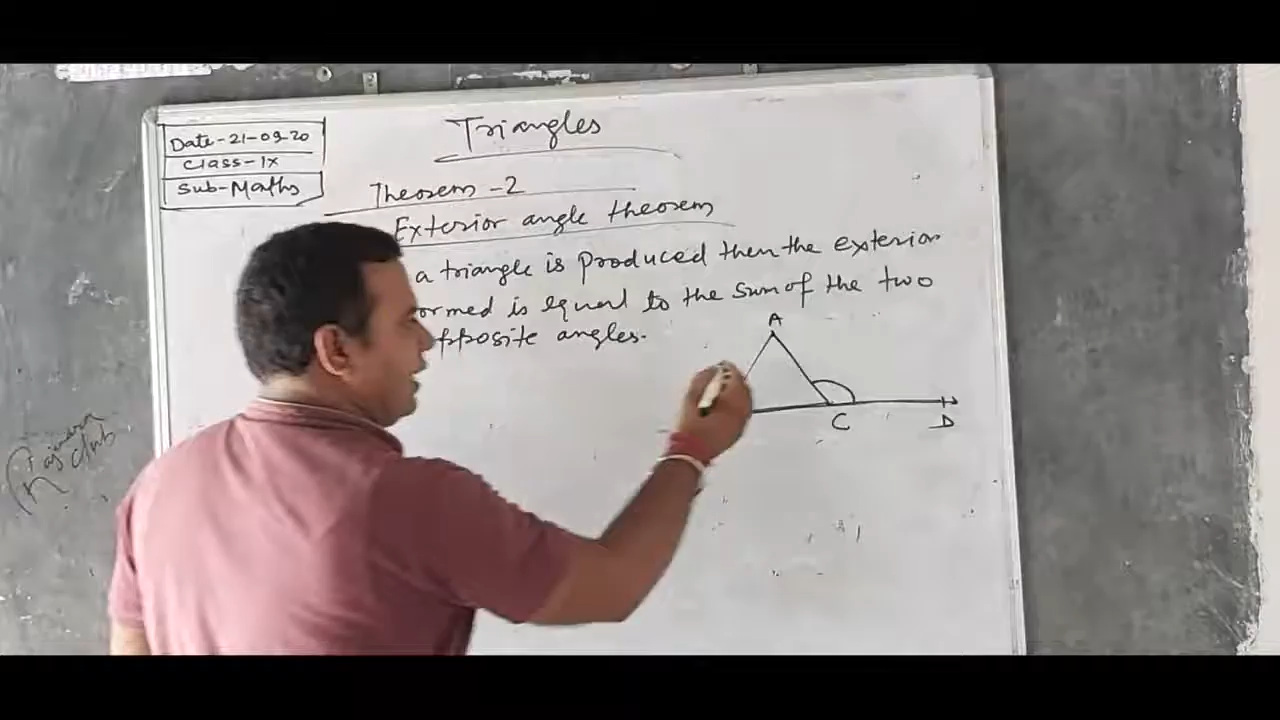 Triangles
Date-21-09-20
Class-IX
Sub-Maths
Theorem-2
Exterior angle theorem
a triangle is produced then the exterior
ormed is equal to the sum of the two
pposite angles.
A
C
D